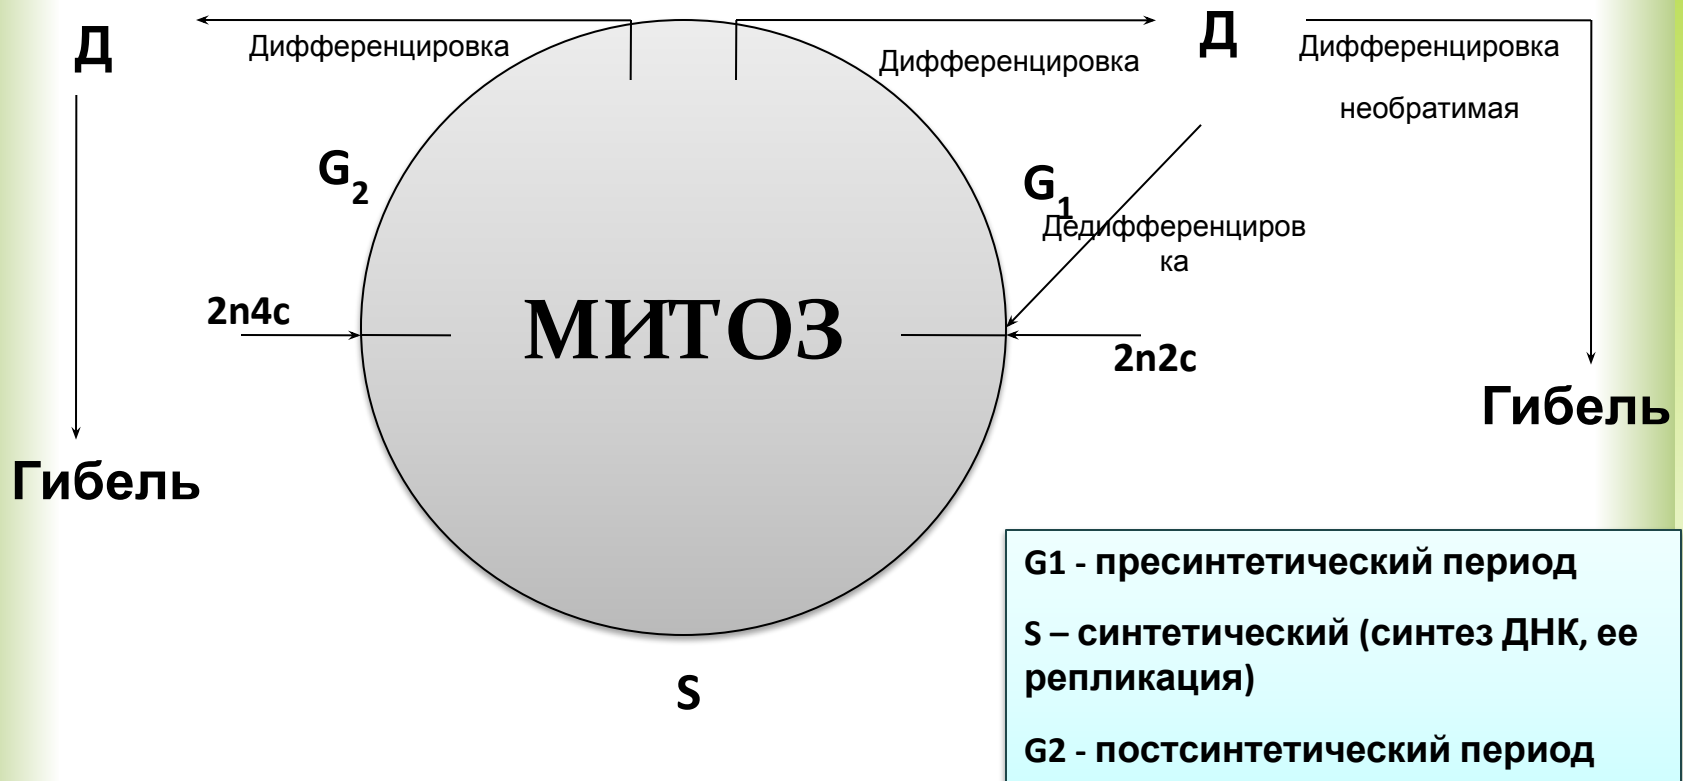 Д
Дифференцировка
Дифференцировка
Д
Дифференцировка
необратимая
G2
G1
Дедифференциров
ка
2n4c
МИТОЗ
2n2c
Гибель
Гибель
S
G1 - пресинтетический период
S – синтетический (синтез ДНК, ее
репликация)
G2 - постсинтетический период